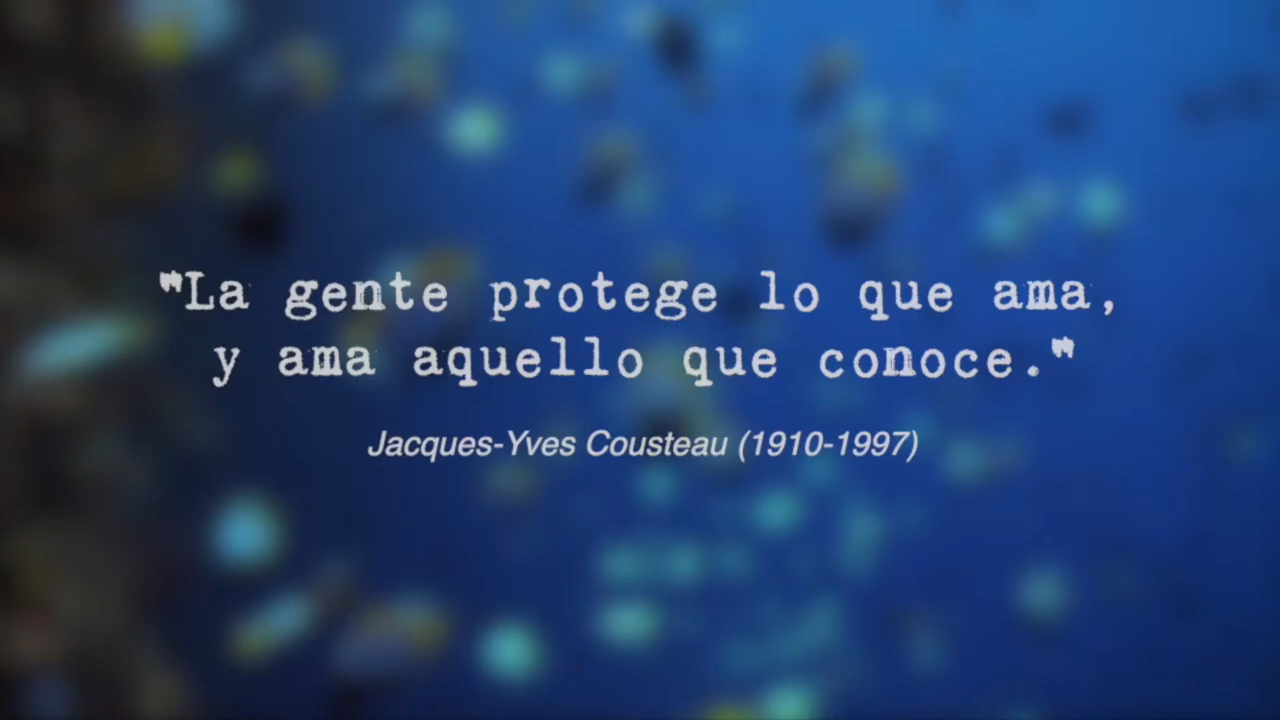 "La gente protege lo que ama,
y ama aquello que conoce."
Jacques-Yves Cousteau (1910-1997)